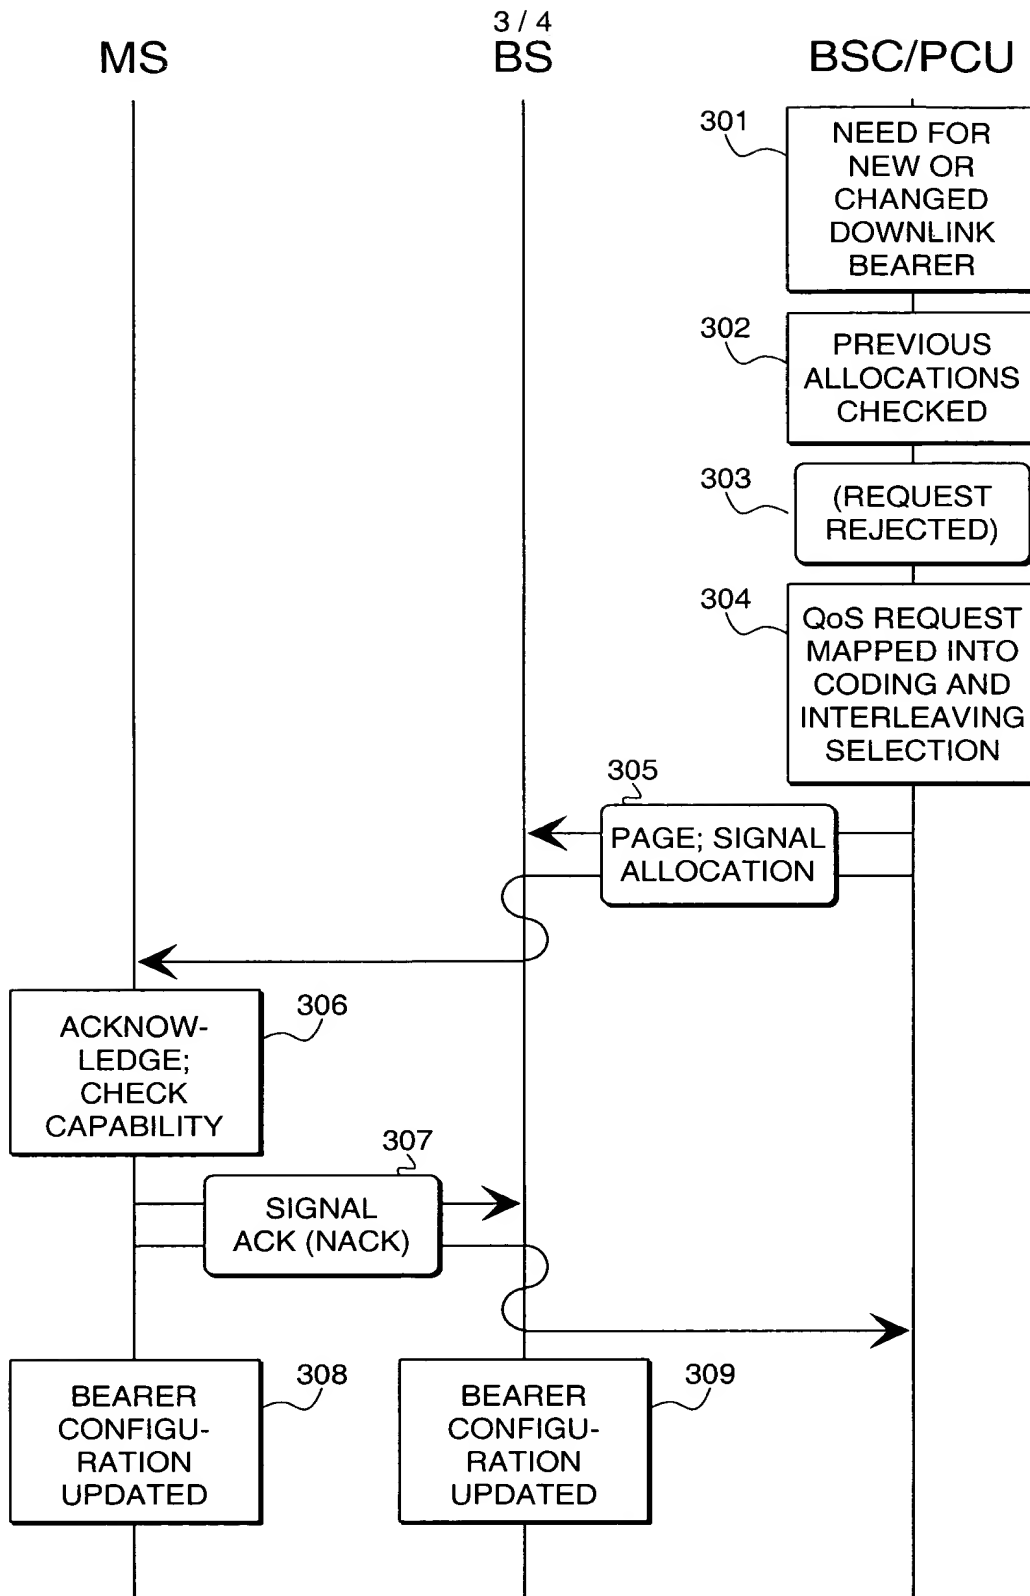 3 / 4
MS
BS
BSC/PCU
301
NEED FOR
NEW OR
CHANGED
DOWNLINK
BEARER
302
PREVIOUS
ALLOCATIONS
CHECKED
303
(REQUEST
REJECTED)
304
QoS REQUEST
MAPPED INTO
CODING AND
INTERLEAVING
SELECTION
305
PAGE; SIGNAL
ALLOCATION
306
ACKNOW-
LEDGE;
CHECK
CAPABILITY
307
SIGNAL
ACK (NACK)
308
BEARER
CONFIGU-
RATION
UPDATED
309
BEARER
CONFIGU-
RATION
UPDATED